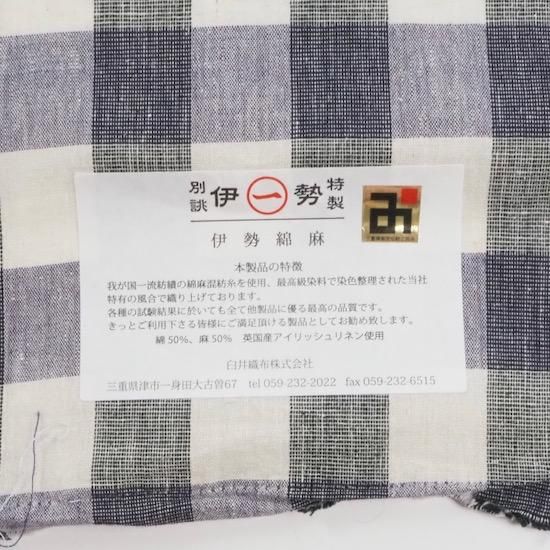 別誂 伊一勢 特製
伊勢綿麻
本製品の特徴
我が国一流紡績の綿麻混紡糸を使用、最高級染料で染色整理された当社
特有の風合で織り上げております。
各種の試験結果に於いても全て他製品に優る最高の品質です。
きっとご利用下さる皆様にご満足頂ける製品としてお勧め致します。
綿50％、麻50％　英国産アイリッシュリネン使用
臼井織布株式会社
三重県津市一身田大古曽67　tel 059-232-2022　fax 059-232-6515